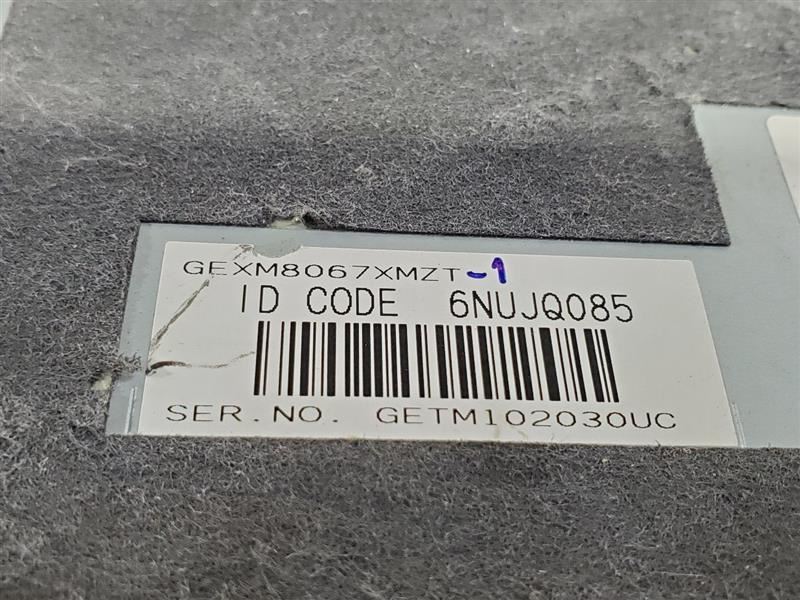 GEXM8067XMZT-1
ID CODE 6NUJQ085
SER.NO. GETM102030UC